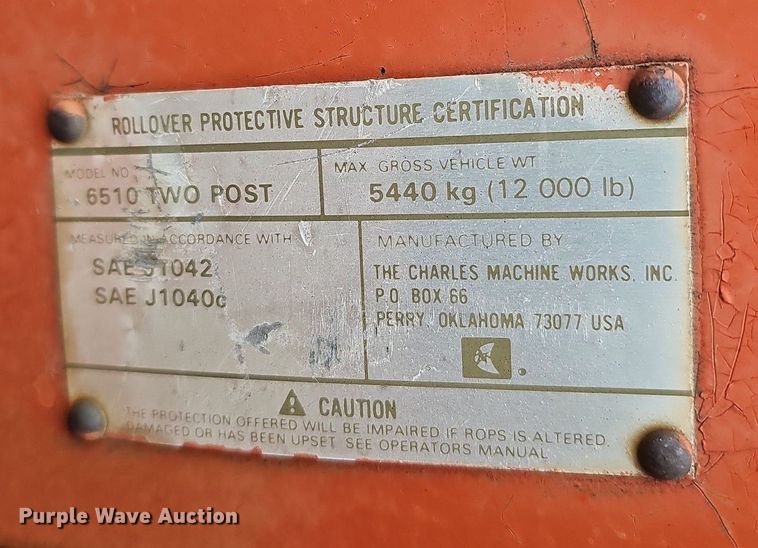 ROLLOVER PROTECTIVE STRUCTURE CERTIFICATION
MODEL NO.
6510 TWO POST
MAX GROSS VEHICLE WT
5440 kg (12 000 lb)
MEASURED IN ACCORDANCE WITH
SAE J1042
SAE J1040c
MANUFACTURED BY
THE CHARLES MACHINE WORKS, INC.
P.O. BOX 66
PERRY, OKLAHOMA 73077 USA
CAUTION
THE PROTECTION OFFERED WILL BE IMPAIRED IF ROPS IS ALTERED,
DAMAGED OR HAS BEEN UPSET. SEE OPERATORS MANUAL
Purple Wave Auction